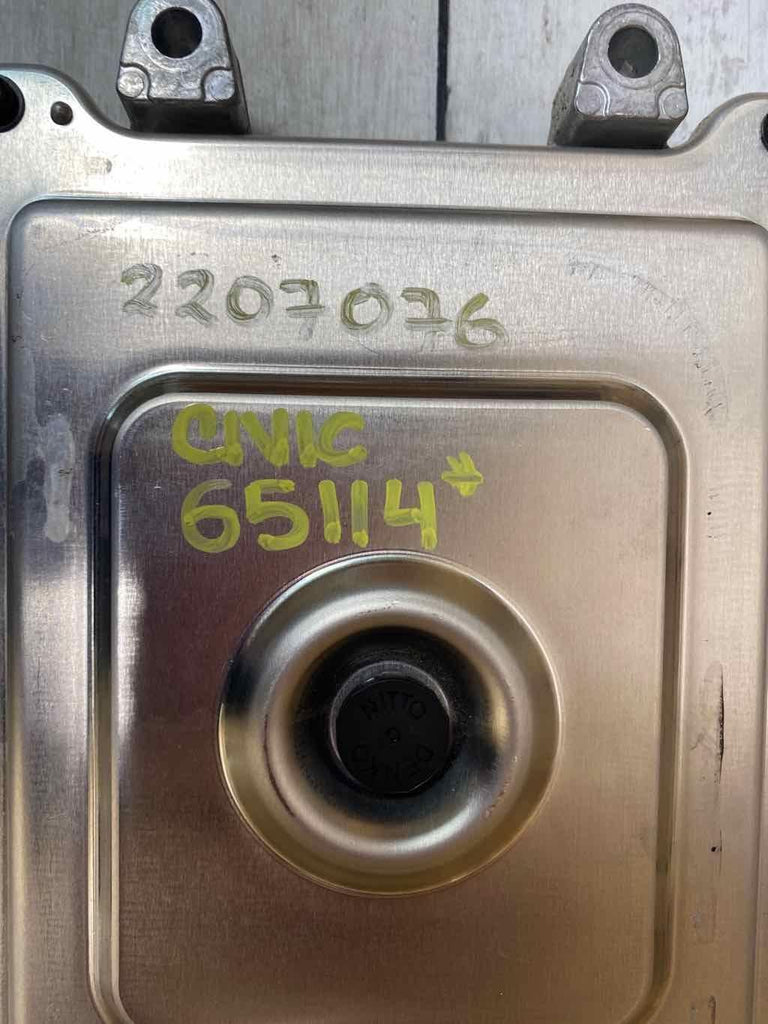 2207076
CIVIC
65114*
NITTO
DENKO